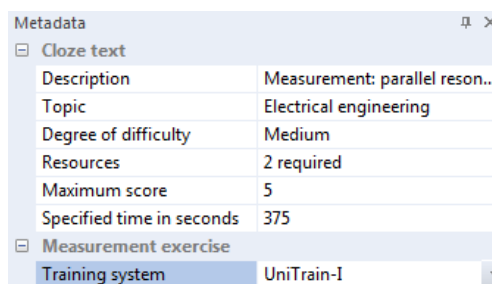 Metadata
Cloze text
Description Measurement: parallel reson...
Topic Electrical engineering
Degree of difficulty Medium
Resources 2 required
Maximum score 5
Specified time in seconds 375
Measurement exercise
Training system UniTrain-I